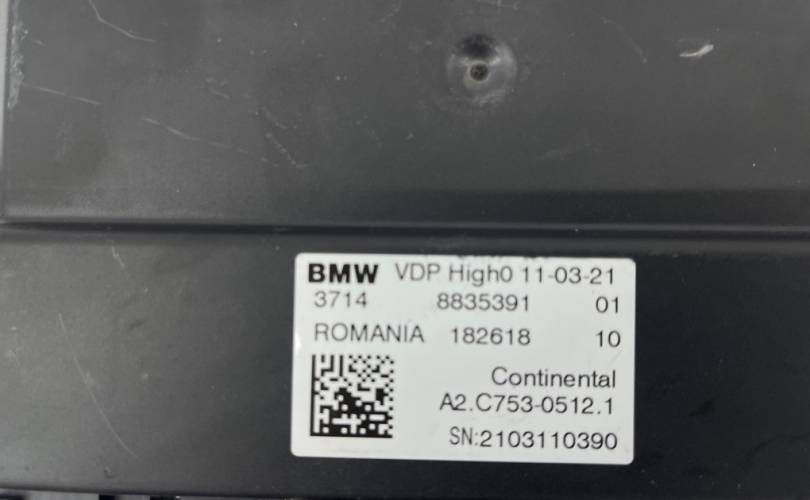 BMW VDP High0 11-03-21
3714 8835391 01
ROMANIA 182618 10
Continental
A2.C753-0512.1
SN:2103110390